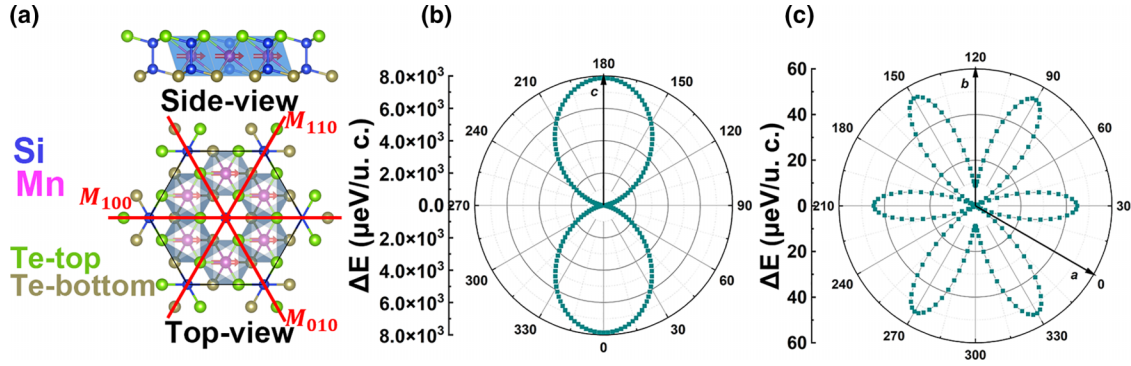 (a)
Side-view
Si
Mn
M110
M100
Te-top
Te-bottom
M010
Top-view
(b)
ΔE (μeV/u. c.)
8.0×10³
6.0×10³
4.0×10³
2.0×10³
0.0
2.0×10³
4.0×10³
6.0×10³
8.0×10³
180
210
150
240
120
270
90
300
60
330
30
0
c
(c)
ΔE (μeV/u. c.)
60
40
20
0
20
40
60
120
150
90
180
60
210
30
240
0
270
300
b
a